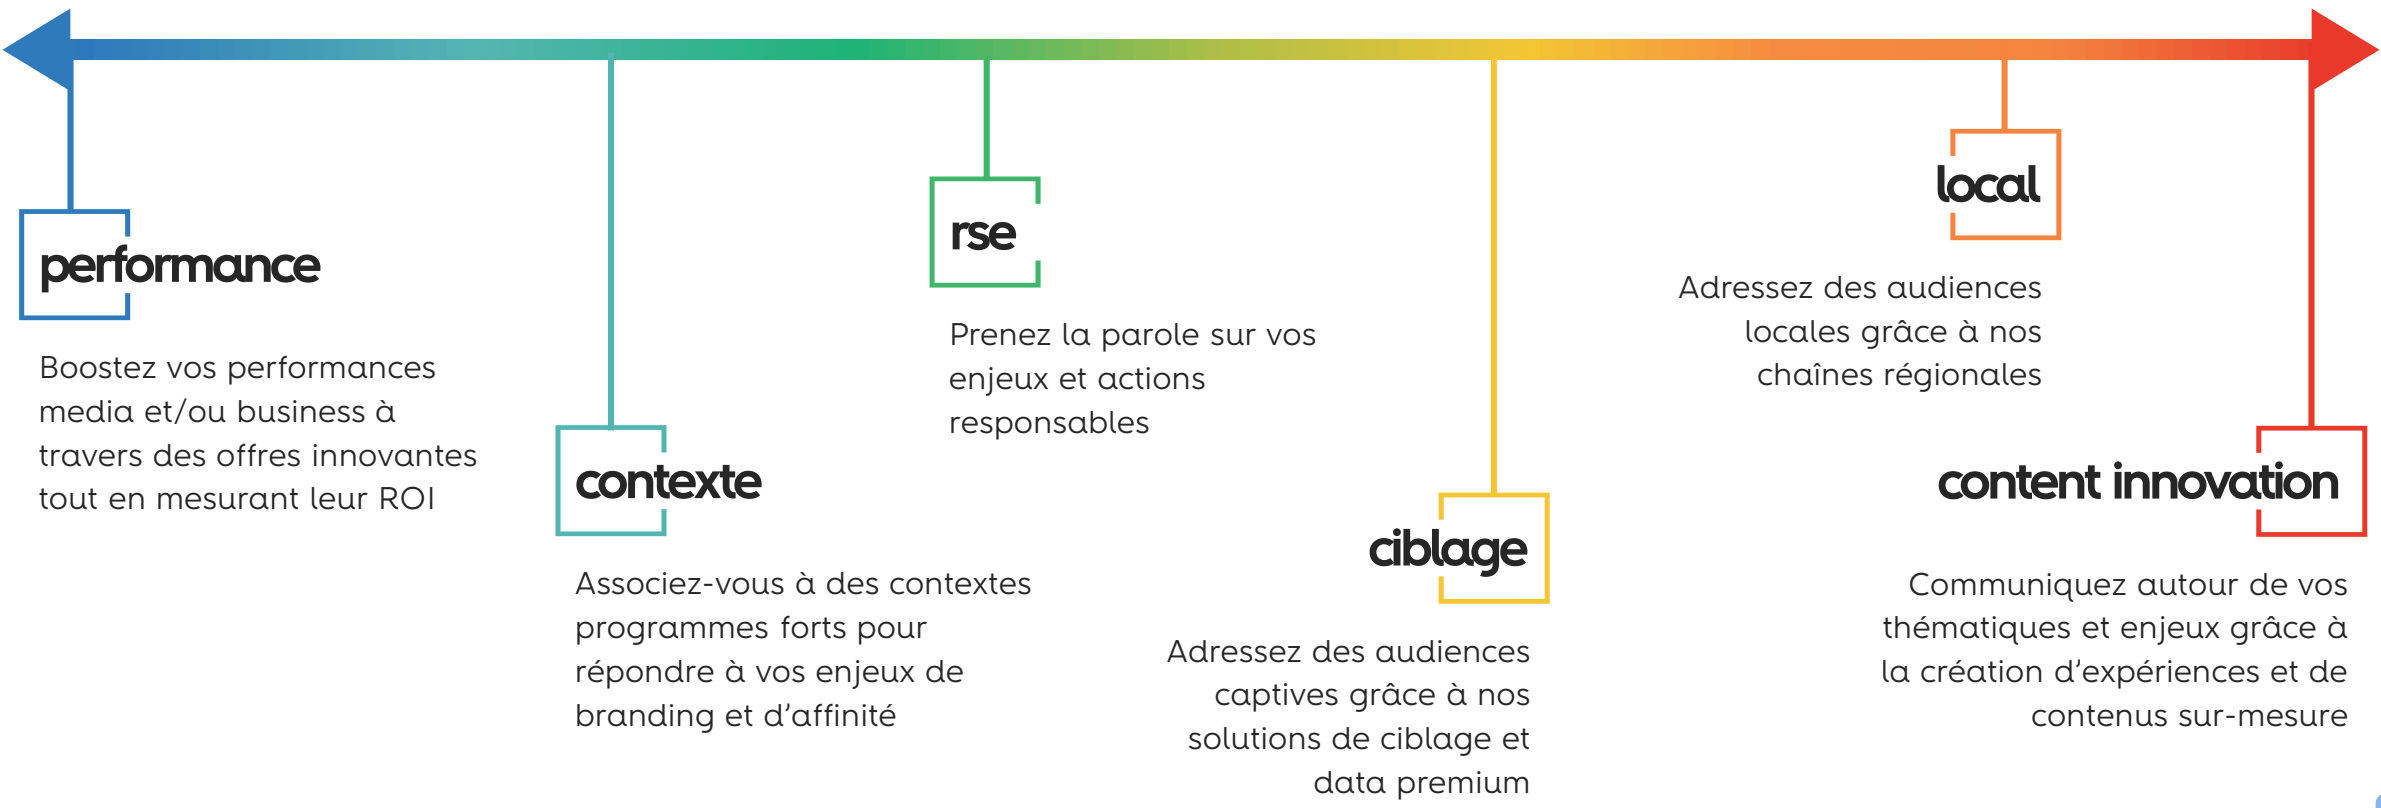 performance
Boostez vos performances
media et/ou business à
travers des offres innovantes
tout en mesurant leur ROI
contexte
Associez-vous à des contextes
programmes forts pour
répondre à vos enjeux de
branding et d’affinité
rse
Prenez la parole sur vos
enjeux et actions
responsables
ciblage
Adressez des audiences
captives grâce à nos
solutions de ciblage et
data premium
local
Adressez des audiences
locales grâce à nos
chaînes régionales
content innovation
Communiquez autour de vos
thématiques et enjeux grâce à
la création d’expériences et de
contenus sur-mesure